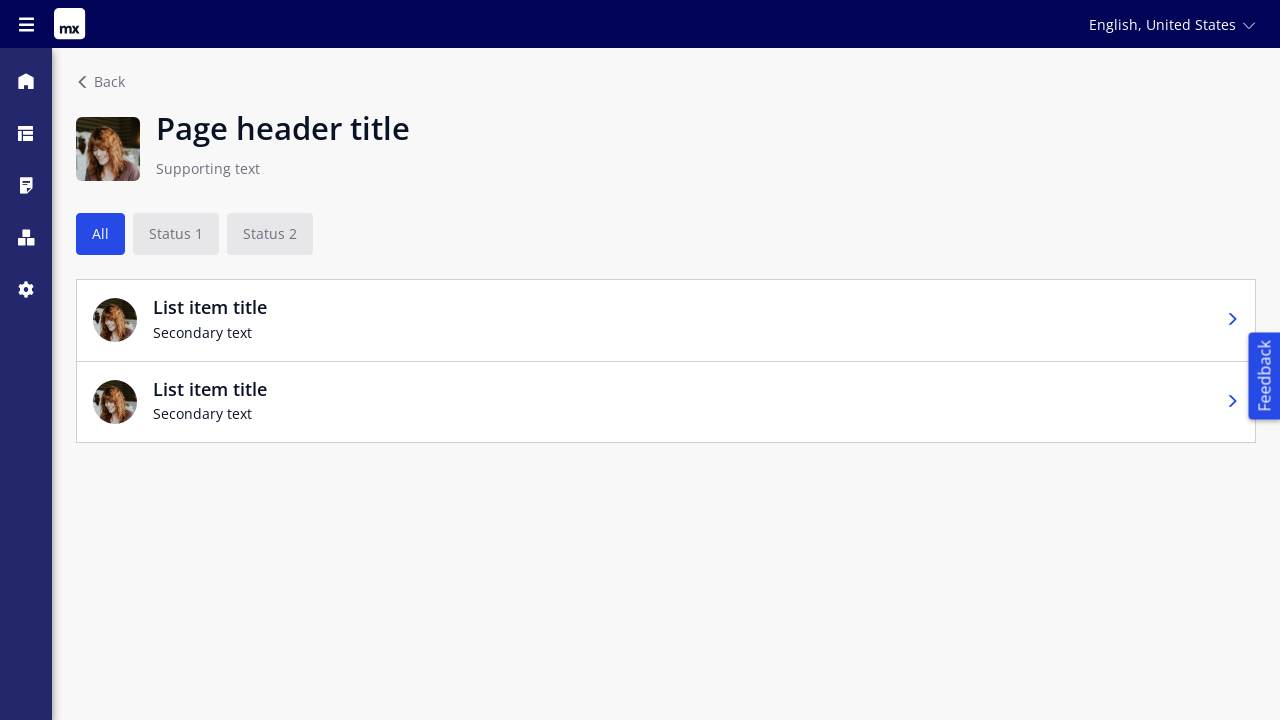 mx
English, United States
Back
Page header title
Supporting text
All
Status 1
Status 2
List item title
Secondary text
List item title
Secondary text
Feedback